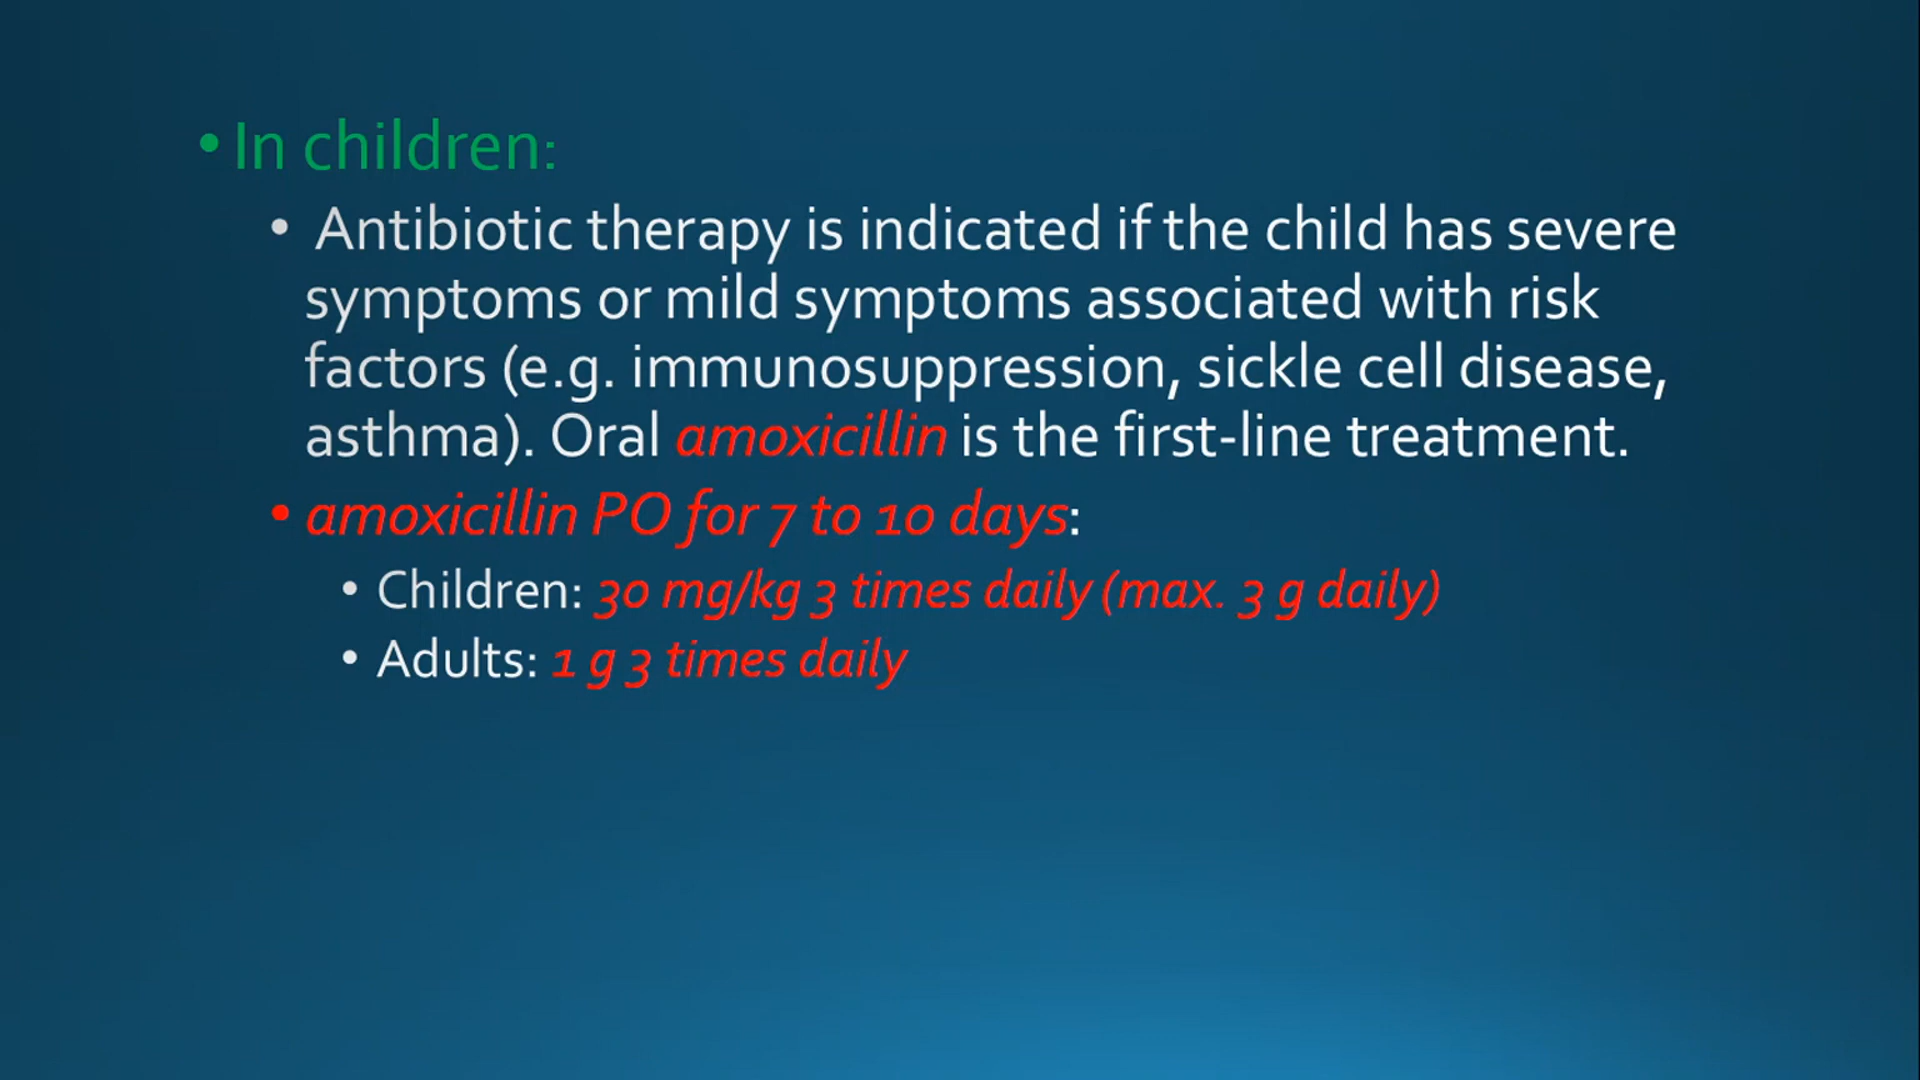 • In children:
• Antibiotic therapy is indicated if the child has severe
symptoms or mild symptoms associated with risk
factors (e.g. immunosuppression, sickle cell disease,
asthma). Oral amoxicillin is the first-line treatment.
• amoxicillin PO for 7 to 10 days:
• Children: 30 mg/kg 3 times daily (max. 3 g daily)
• Adults: 1 g 3 times daily